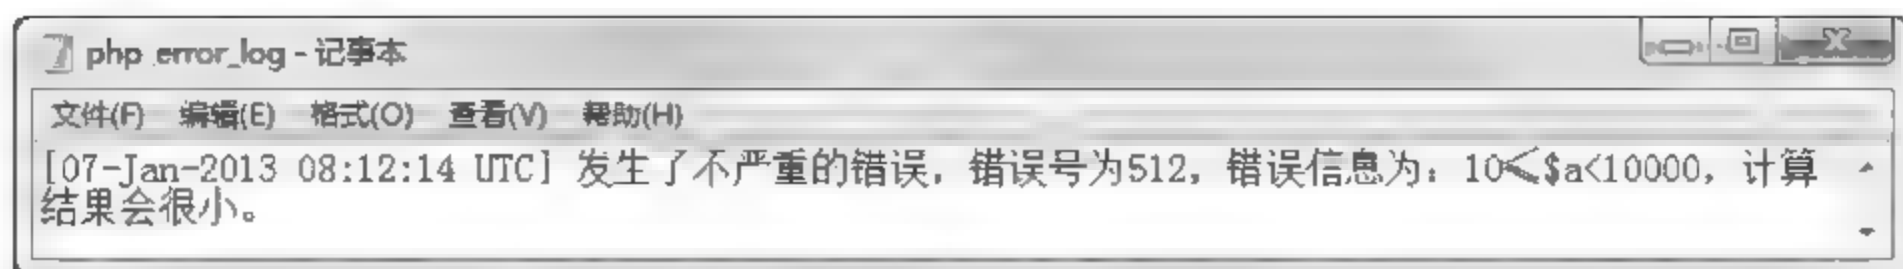 php_error_log - 记事本
文件(F) 编辑(E) 格式(O) 查看(V) 帮助(H)
[07-Jan-2013 08:12:14 UTC] 发生了不严重的错误，错误号为512，错误信息为：10<$a<10000，计算
结果会很小。